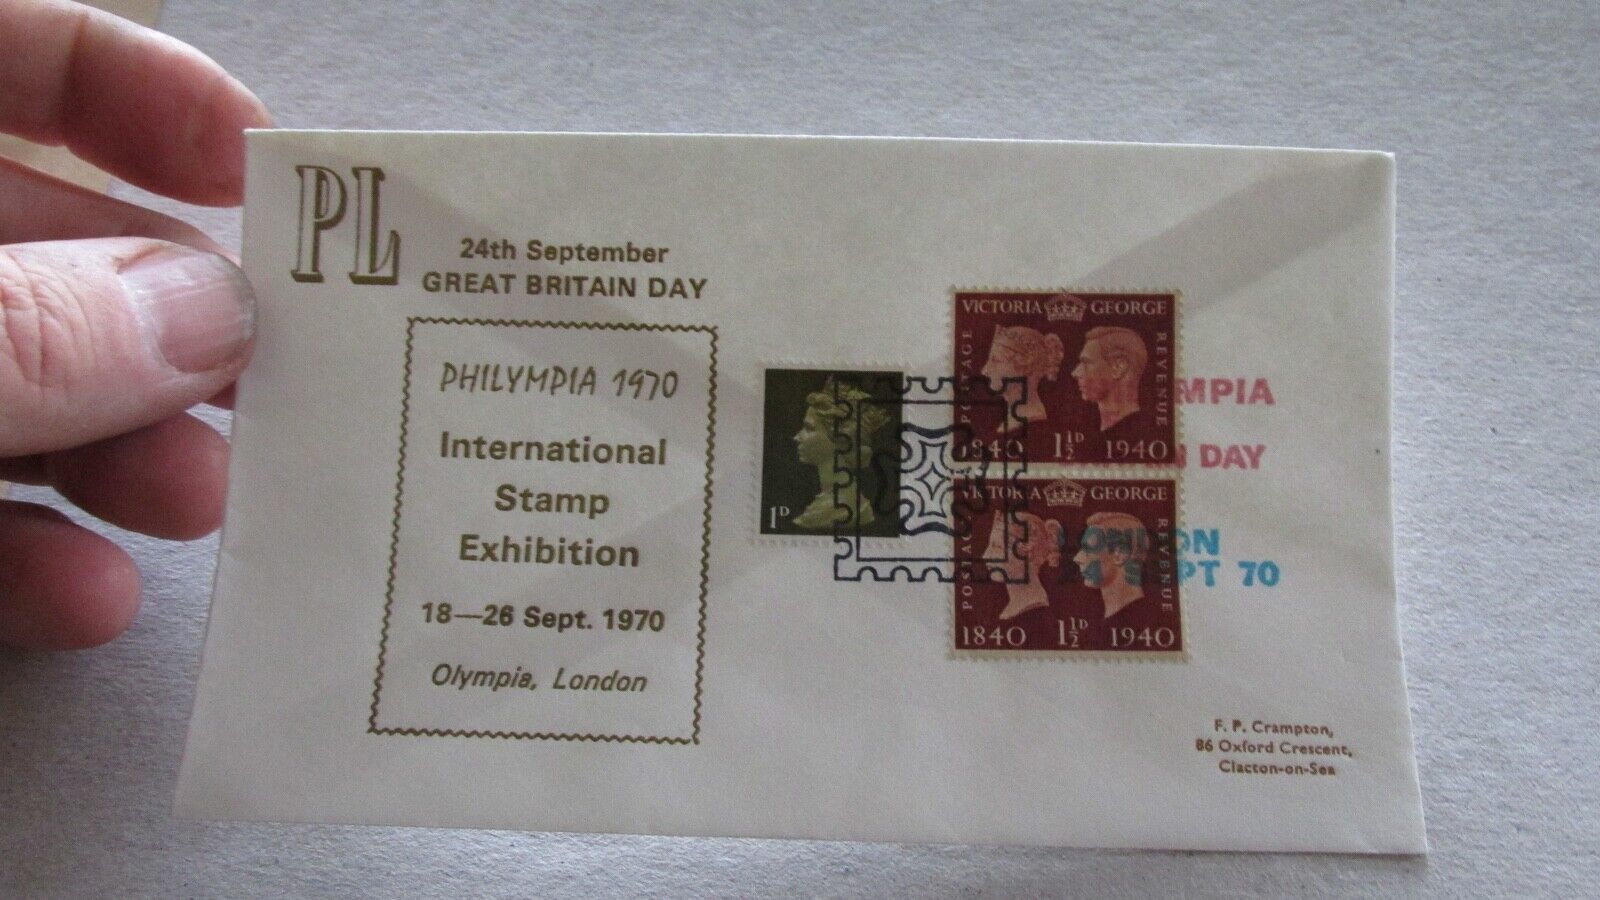 PL
24th September
GREAT BRITAIN DAY
PHILYMPIA 1970
International
Stamp
Exhibition
18—26 Sept. 1970
Olympia, London
1D
VICTORIA GEORGE
POSTAGE
REVENUE
1840 1½D 1940
VICTORIA GEORGE
POSTAGE
REVENUE
1840 1½D 1940
MPIA
N DAY
LONDON
24 SEPT 70
F. P. Crampton,
86 Oxford Crescent,
Clacton-on-Sea